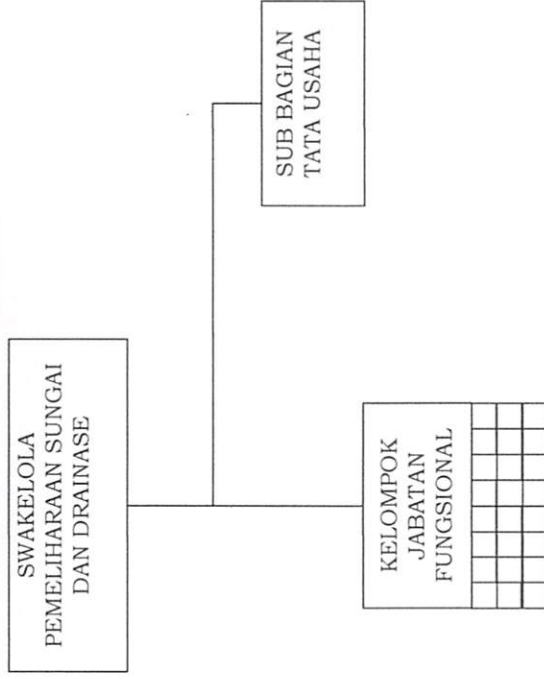 SWAKELOLA
PEMELIHARAAN SUNGAI
DAN DRAINASE
SUB BAGIAN
TATA USAHA
KELOMPOK
JABATAN
FUNGSIONAL